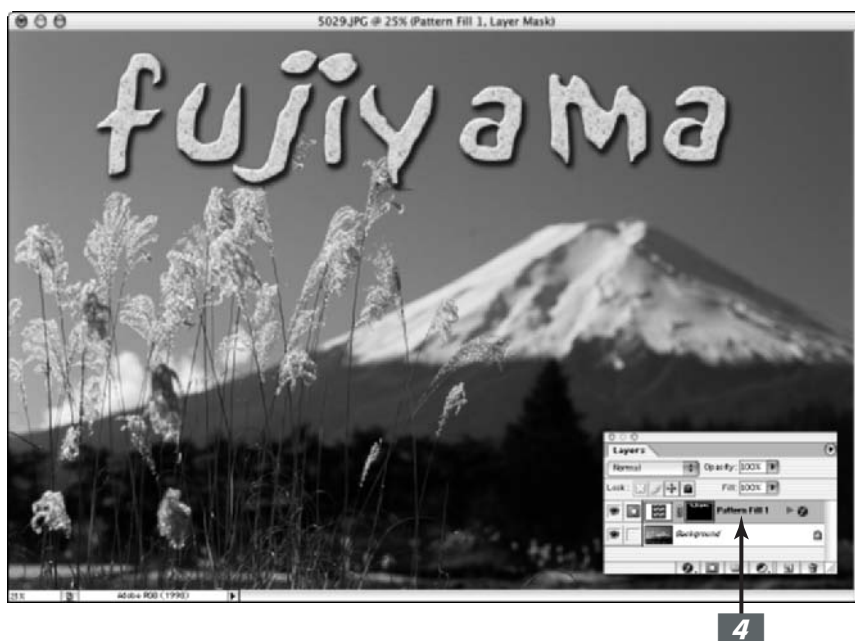 5029.JPG @ 25% (Pattern Fill 1, Layer Mask)
fujiyama
Layers
Normal Opacity: 100%
Lock: Fill: 100%
Pattern Fill 1
Background
25% Adobe RGB (1998)
4